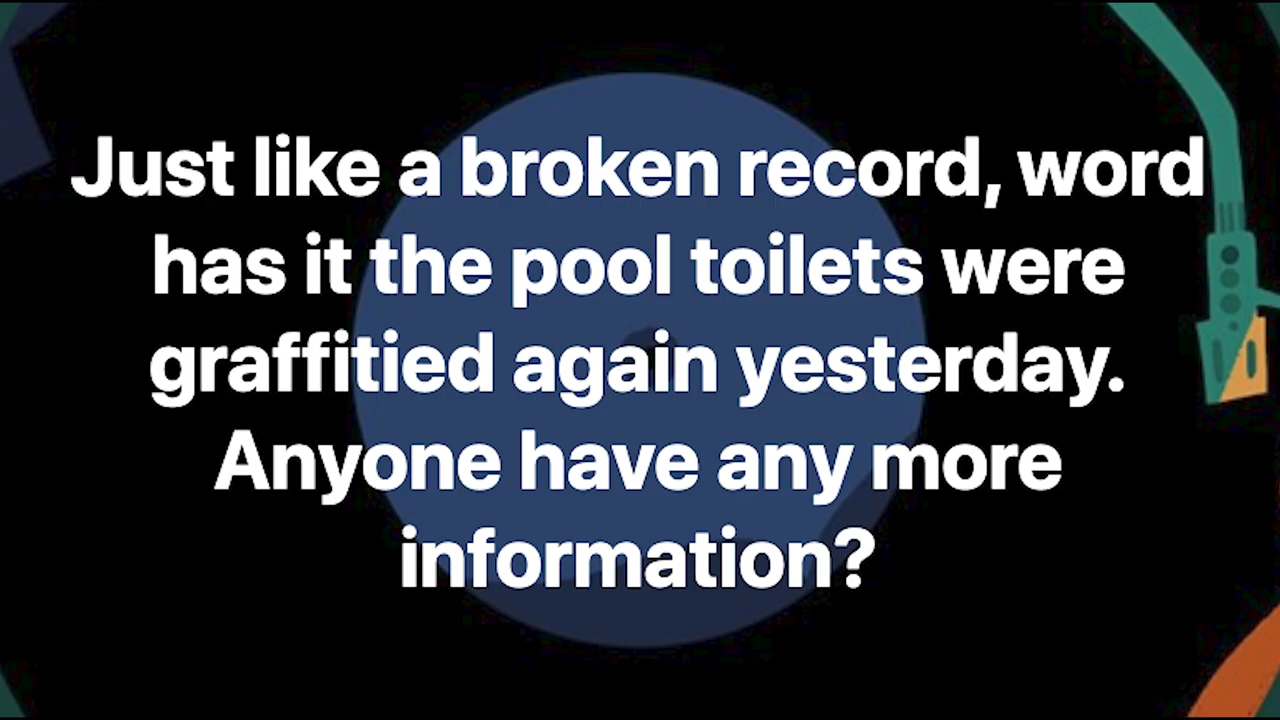 Just like a broken record, word
has it the pool toilets were
graffitied again yesterday.
Anyone have any more
information?